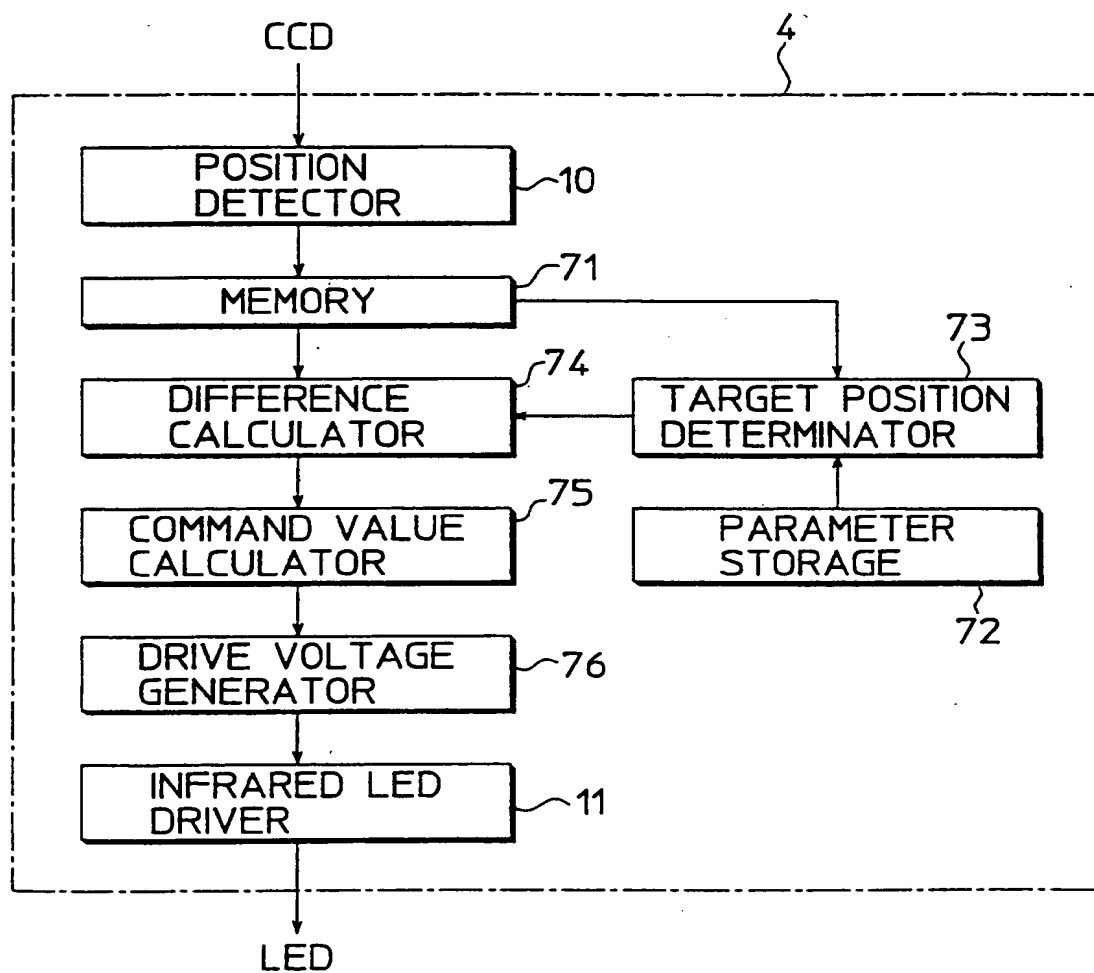 CCD
4
POSITION
DETECTOR
10
MEMORY
71
73
DIFFERENCE
CALCULATOR
74
TARGET POSITION
DETERMINATOR
COMMAND VALUE
CALCULATOR
75
PARAMETER
STORAGE
72
DRIVE VOLTAGE
GENERATOR
76
INFRARED LED
DRIVER
11
LED